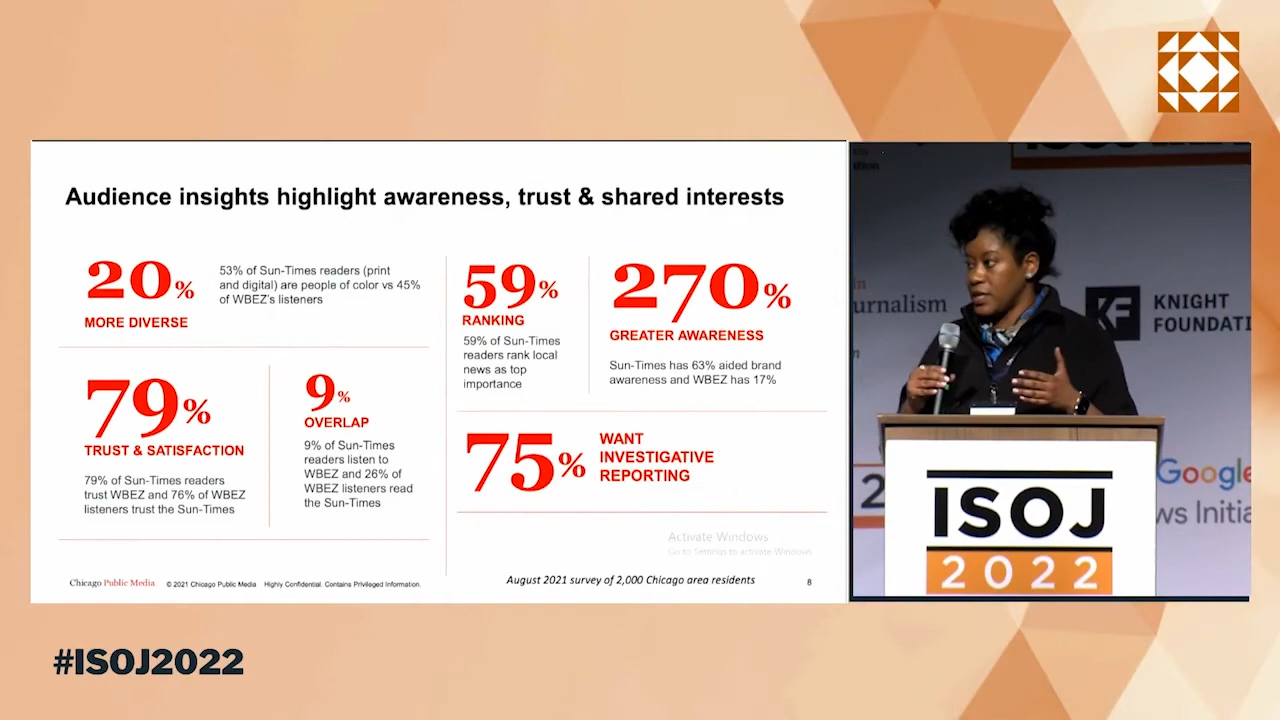 Audience insights highlight awareness, trust & shared interests
20%
MORE DIVERSE
53% of Sun-Times readers (print
and digital) are people of color vs 45%
of WBEZ's listeners
79%
TRUST & SATISFACTION
79% of Sun-Times readers
trust WBEZ and 76% of WBEZ
listeners trust the Sun-Times
9%
OVERLAP
9% of Sun-Times
readers listen to
WBEZ and 26% of
WBEZ listeners read
the Sun-Times
59%
RANKING
59% of Sun-Times
readers rank local
news as top
importance
270%
GREATER AWARENESS
Sun-Times has 63% aided brand
awareness and WBEZ has 17%
75%
WANT
INVESTIGATIVE
REPORTING
Activate Windows
Go to Settings to activate Windows
Chicago Public Media © 2021 Chicago Public Media Highly Confidential. Contains Privileged Information.
August 2021 survey of 2,000 Chicago area residents
8
urnalism
KF
KNIGHT
FOUNDATI
Google
ws Initia
2
ISOJ
2022
#ISOJ2022